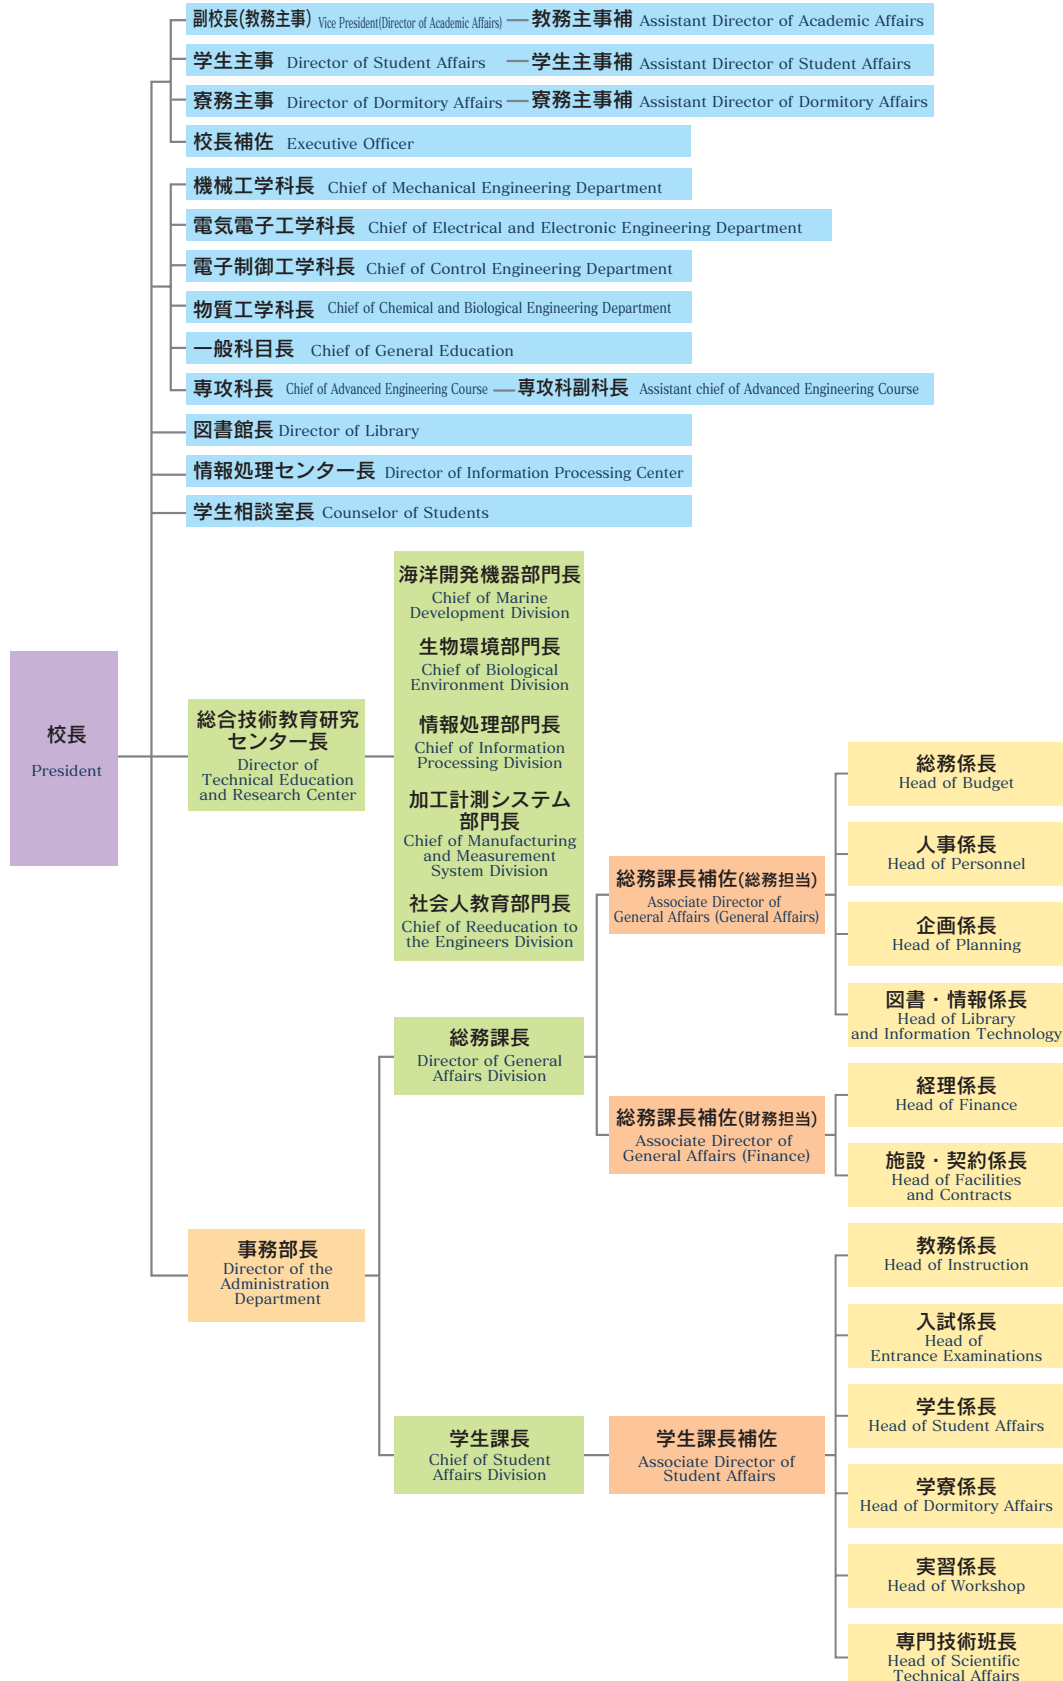 副校長(教務主事) Vice President(Director of Academic Affairs) 教務主事補 Assistant Director of Academic Affairs
学生主事 Director of Student Affairs 学生主事補 Assistant Director of Student Affairs
寮務主事 Director of Dormitory Affairs 寮務主事補 Assistant Director of Dormitory Affairs
校長補佐 Executive Officer
機械工学科長 Chief of Mechanical Engineering Department
電気電子工学科長 Chief of Electrical and Electronic Engineering Department
電子制御工学科長 Chief of Control Engineering Department
物質工学科長 Chief of Chemical and Biological Engineering Department
一般科目長 Chief of General Education
専攻科長 Chief of Advanced Engineering Course 専攻科副科長 Assistant chief of Advanced Engineering Course
図書館長 Director of Library
情報処理センター長 Director of Information Processing Center
学生相談室長 Counselor of Students
校長
President
総合技術教育研究
センター長
Director of
Technical Education
and Research Center
海洋開発機器部門長
Chief of Marine
Development Division
生物環境部門長
Chief of Biological
Environment Division
情報処理部門長
Chief of Information
Processing Division
加工計測システム
部門長
Chief of Manufacturing
and Measurement
System Division
社会人教育部門長
Chief of Reeducation to
the Engineers Division
事務部長
Director of the
Administration
Department
総務課長
Director of General
Affairs Division
総務課長補佐(総務担当)
Associate Director of
General Affairs (General Affairs)
総務係長
Head of Budget
人事係長
Head of Personnel
企画係長
Head of Planning
図書・情報係長
Head of Library
and Information Technology
総務課長補佐(財務担当)
Associate Director of
General Affairs (Finance)
経理係長
Head of Finance
施設・契約係長
Head of Facilities
and Contracts
学生課長
Chief of Student
Affairs Division
学生課長補佐
Associate Director of
Student Affairs
教務係長
Head of Instruction
入試係長
Head of
Entrance Examinations
学生係長
Head of Student Affairs
学寮係長
Head of Dormitory Affairs
実習係長
Head of Workshop
専門技術班長
Head of Scientific
Technical Affairs